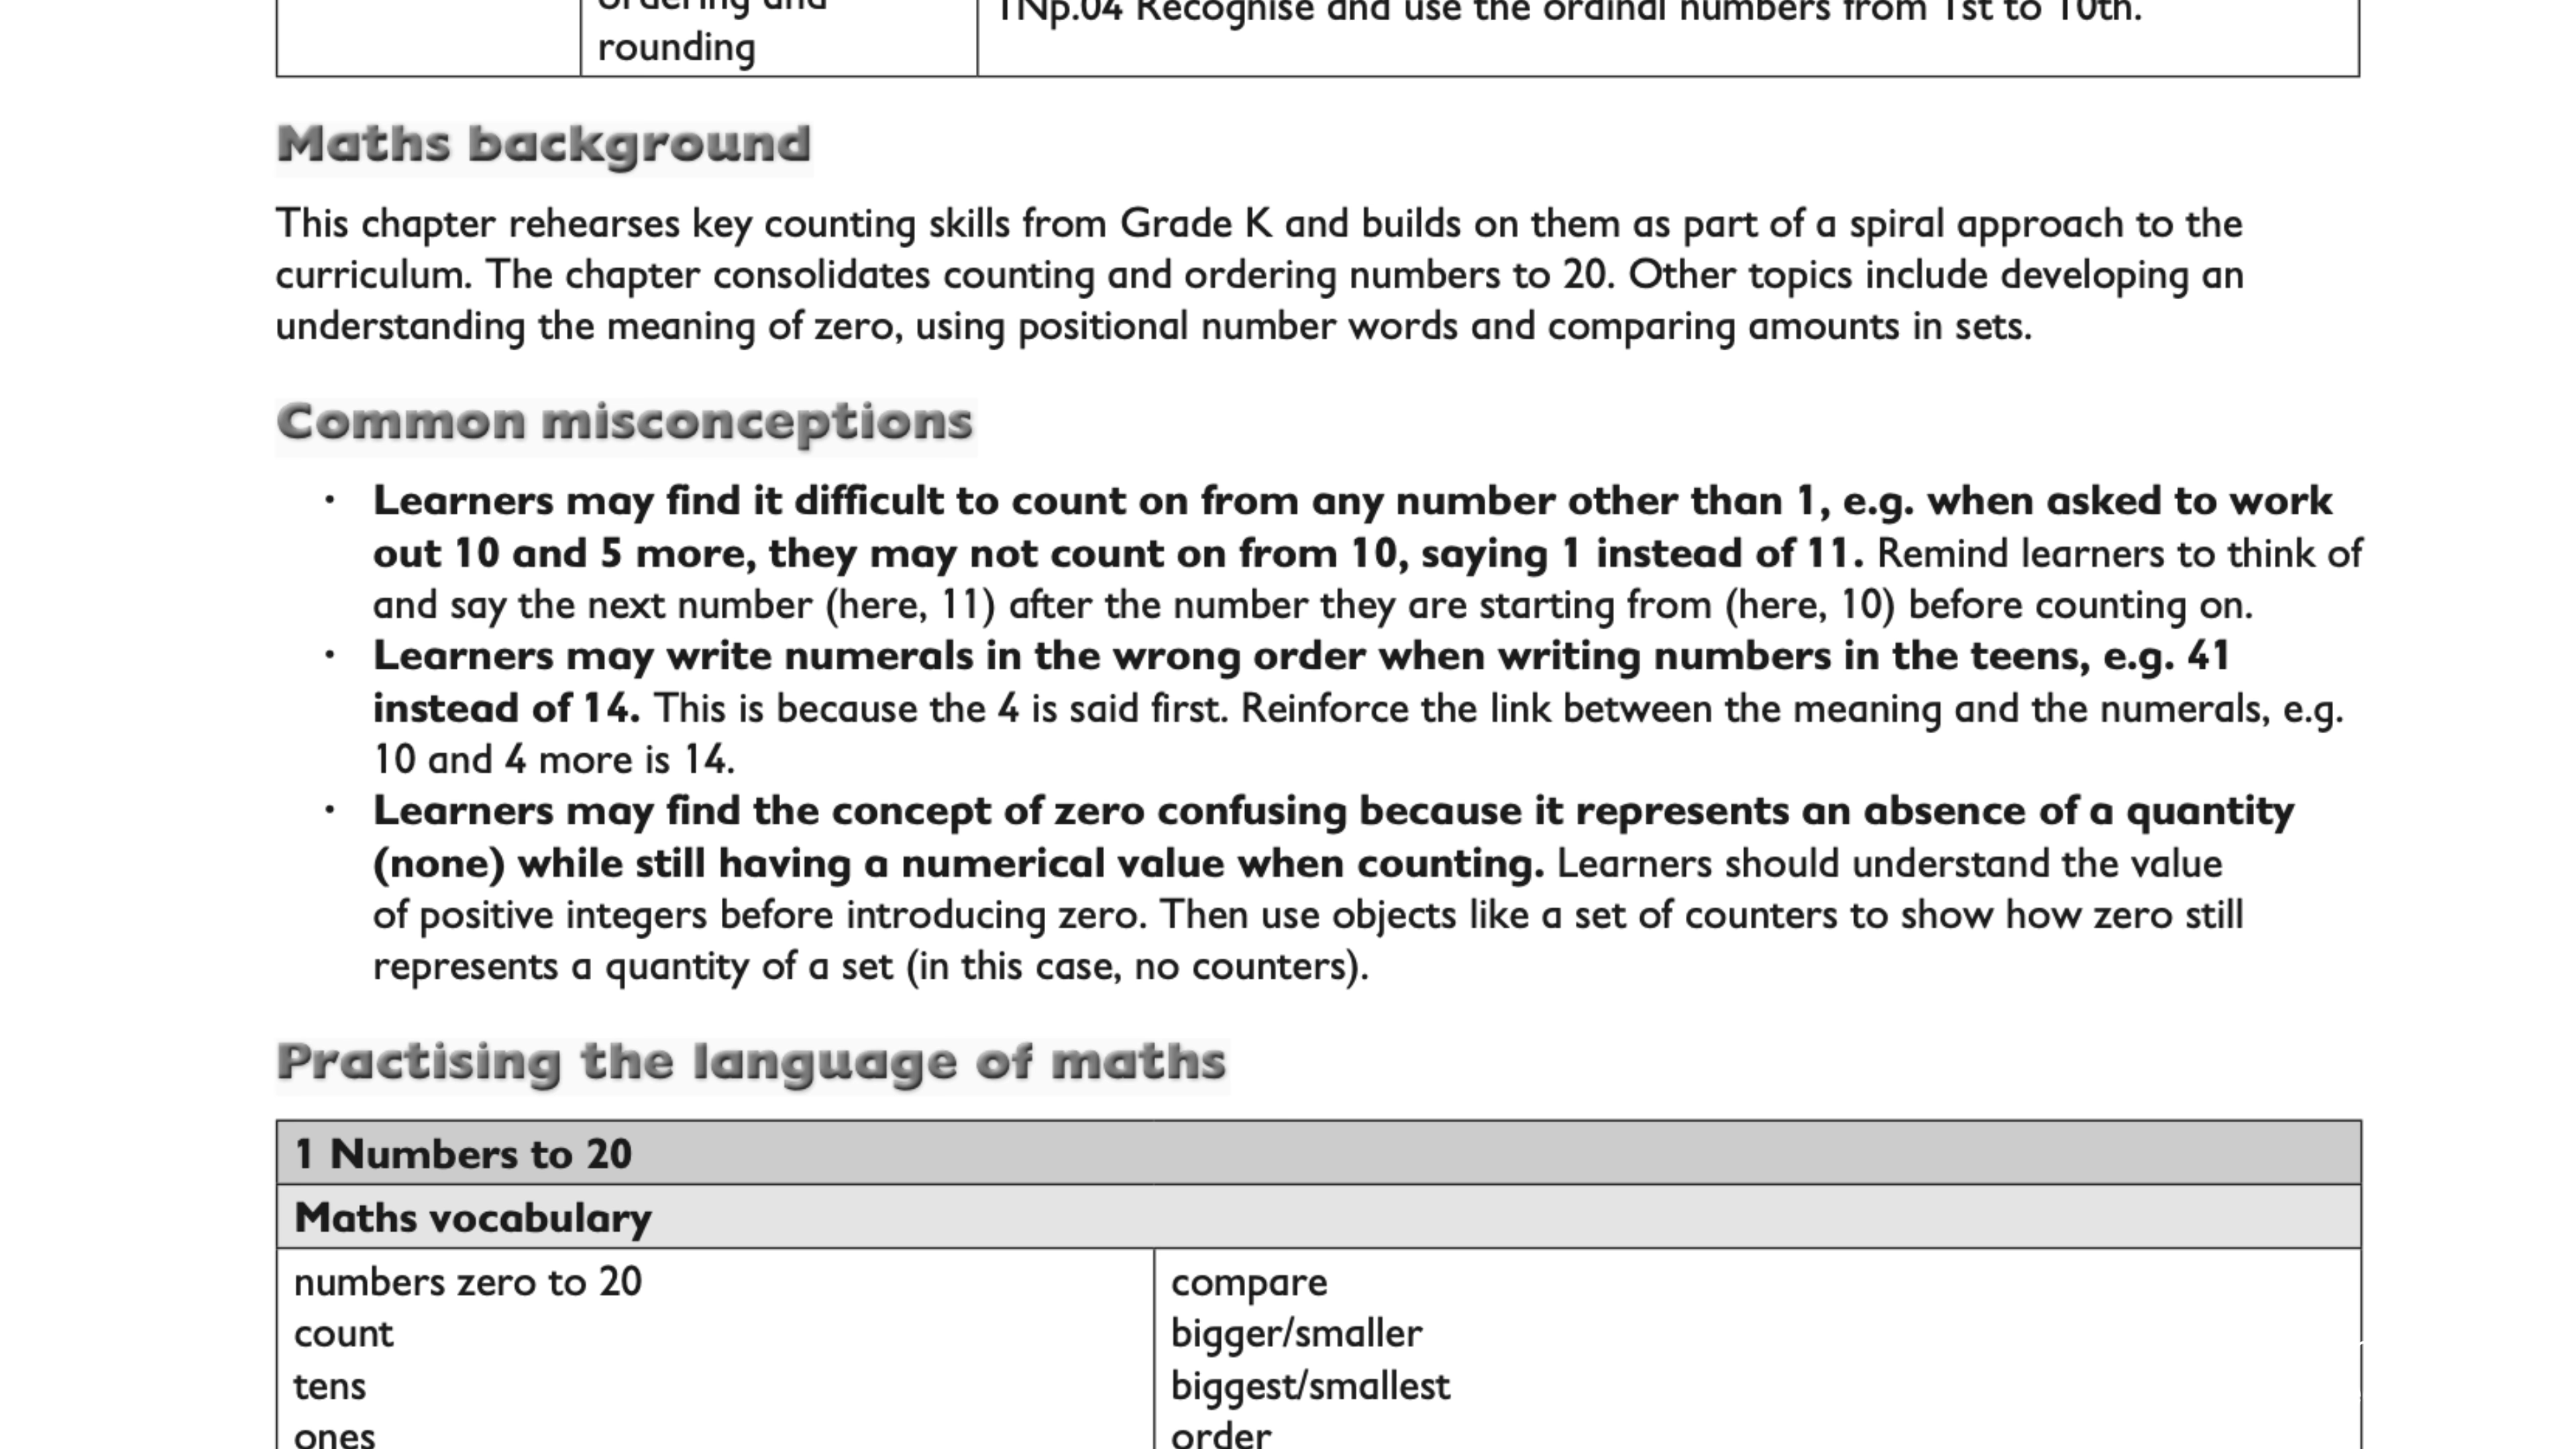 ordering and
rounding
1Np.04 Recognise and use the ordinal numbers from 1st to 10th.
Maths background
This chapter rehearses key counting skills from Grade K and builds on them as part of a spiral approach to the
curriculum. The chapter consolidates counting and ordering numbers to 20. Other topics include developing an
understanding the meaning of zero, using positional number words and comparing amounts in sets.
Common misconceptions
· Learners may find it difficult to count on from any number other than 1, e.g. when asked to work
out 10 and 5 more, they may not count on from 10, saying 1 instead of 11. Remind learners to think of
and say the next number (here, 11) after the number they are starting from (here, 10) before counting on.
· Learners may write numerals in the wrong order when writing numbers in the teens, e.g. 41
instead of 14. This is because the 4 is said first. Reinforce the link between the meaning and the numerals, e.g.
10 and 4 more is 14.
· Learners may find the concept of zero confusing because it represents an absence of a quantity
(none) while still having a numerical value when counting. Learners should understand the value
of positive integers before introducing zero. Then use objects like a set of counters to show how zero still
represents a quantity of a set (in this case, no counters).
Practising the language of maths
1 Numbers to 20
Maths vocabulary
numbers zero to 20
count
tens
ones
compare
bigger/smaller
biggest/smallest
order